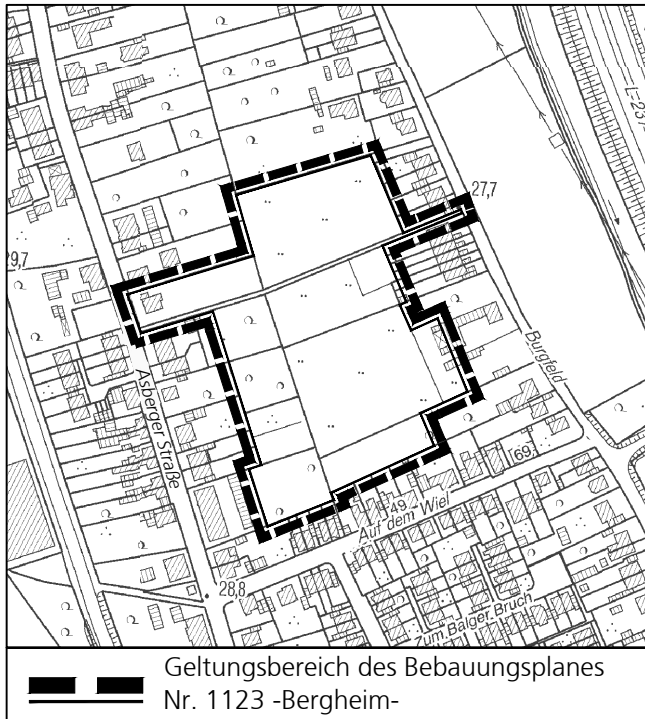 L-237
27,7
29,7
Asberger Straße
Burgfeld
69
49
Auf dem Wiel
28,8
Zum Balger Bruch
Geltungsbereich des Bebauungsplanes
Nr. 1123 -Bergheim-